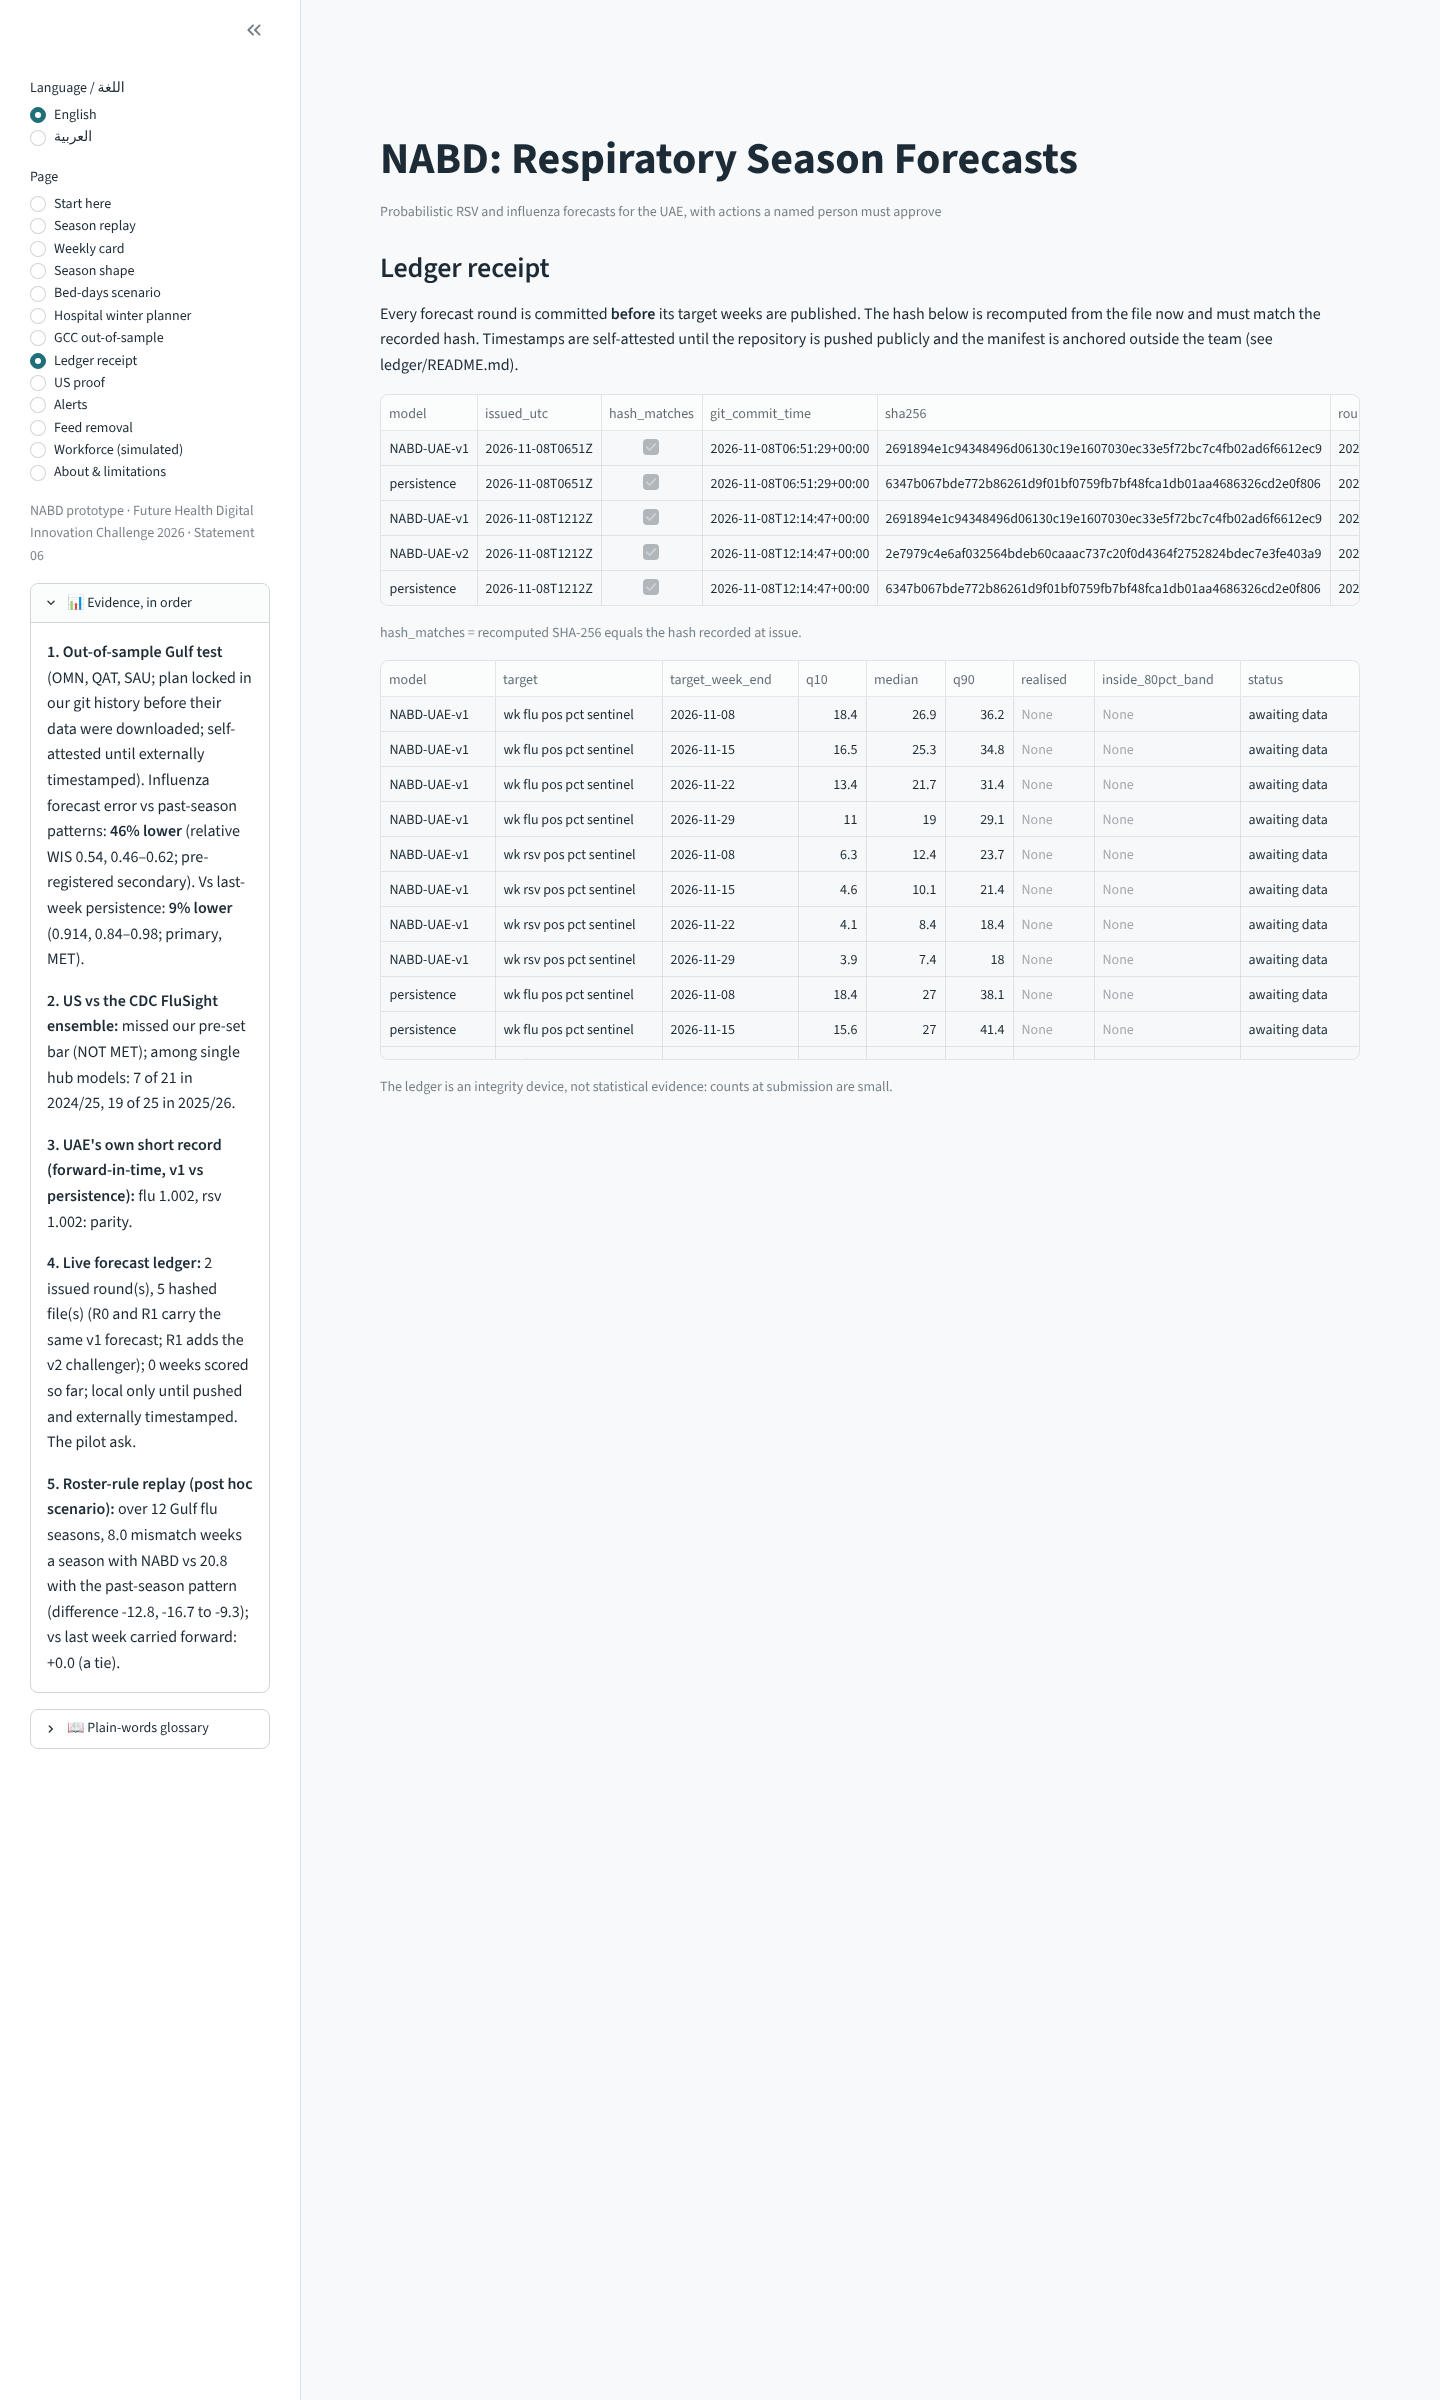 Language / اللغة
English
العربية
Page
Start here
Season replay
Weekly card
Season shape
Bed-days scenario
Hospital winter planner
GCC out-of-sample
Ledger receipt
US proof
Alerts
Feed removal
Workforce (simulated)
About & limitations
NABD prototype · Future Health Digital
Innovation Challenge 2026 · Statement
06
📊 Evidence, in order
1. Out-of-sample Gulf test
(OMN, QAT, SAU; plan locked in
our git history before their
data were downloaded; self-
attested until externally
timestamped). Influenza
forecast error vs past-season
patterns: 46% lower (relative
WIS 0.54, 0.46–0.62; pre-
registered secondary). Vs last-
week persistence: 9% lower
(0.914, 0.84–0.98; primary,
MET).
2. US vs the CDC FluSight
ensemble: missed our pre-set
bar (NOT MET); among single
hub models: 7 of 21 in
2024/25, 19 of 25 in 2025/26.
3. UAE's own short record
(forward-in-time, v1 vs
persistence): flu 1.002, rsv
1.002: parity.
4. Live forecast ledger: 2
issued round(s), 5 hashed
file(s) (R0 and R1 carry the
same v1 forecast; R1 adds the
v2 challenger); 0 weeks scored
so far; local only until pushed
and externally timestamped.
The pilot ask.
5. Roster-rule replay (post hoc
scenario): over 12 Gulf flu
seasons, 8.0 mismatch weeks
a season with NABD vs 20.8
with the past-season pattern
(difference -12.8, -16.7 to -9.3);
vs last week carried forward:
+0.0 (a tie).
📖 Plain-words glossary
NABD: Respiratory Season Forecasts
Probabilistic RSV and influenza forecasts for the UAE, with actions a named person must approve
Ledger receipt
Every forecast round is committed before its target weeks are published. The hash below is recomputed from the file now and must match the
recorded hash. Timestamps are self-attested until the repository is pushed publicly and the manifest is anchored outside the team (see
ledger/README.md).
model issued_utc hash_matches git_commit_time sha256 rou
NABD-UAE-v1 2026-11-08T0651Z 2026-11-08T06:51:29+00:00 2691894e1c94348496d06130c19e1607030ec33e5f72bc7c4fb02ad6f6612ec9 202
persistence 2026-11-08T0651Z 2026-11-08T06:51:29+00:00 6347b067bde772b86261d9f01bf0759fb7bf48fca1db01aa4686326cd2e0f806 202
NABD-UAE-v1 2026-11-08T1212Z 2026-11-08T12:14:47+00:00 2691894e1c94348496d06130c19e1607030ec33e5f72bc7c4fb02ad6f6612ec9 202
NABD-UAE-v2 2026-11-08T1212Z 2026-11-08T12:14:47+00:00 2e7979c4e6af032564bdeb60caaac737c20f0d4364f2752824bdec7e3fe403a9 202
persistence 2026-11-08T1212Z 2026-11-08T12:14:47+00:00 6347b067bde772b86261d9f01bf0759fb7bf48fca1db01aa4686326cd2e0f806 202
hash_matches = recomputed SHA-256 equals the hash recorded at issue.
model target target_week_end q10 median q90 realised inside_80pct_band status
NABD-UAE-v1 wk flu pos pct sentinel 2026-11-08 18.4 26.9 36.2 None None awaiting data
NABD-UAE-v1 wk flu pos pct sentinel 2026-11-15 16.5 25.3 34.8 None None awaiting data
NABD-UAE-v1 wk flu pos pct sentinel 2026-11-22 13.4 21.7 31.4 None None awaiting data
NABD-UAE-v1 wk flu pos pct sentinel 2026-11-29 11 19 29.1 None None awaiting data
NABD-UAE-v1 wk rsv pos pct sentinel 2026-11-08 6.3 12.4 23.7 None None awaiting data
NABD-UAE-v1 wk rsv pos pct sentinel 2026-11-15 4.6 10.1 21.4 None None awaiting data
NABD-UAE-v1 wk rsv pos pct sentinel 2026-11-22 4.1 8.4 18.4 None None awaiting data
NABD-UAE-v1 wk rsv pos pct sentinel 2026-11-29 3.9 7.4 18 None None awaiting data
persistence wk flu pos pct sentinel 2026-11-08 18.4 27 38.1 None None awaiting data
persistence wk flu pos pct sentinel 2026-11-15 15.6 27 41.4 None None awaiting data
The ledger is an integrity device, not statistical evidence: counts at submission are small.